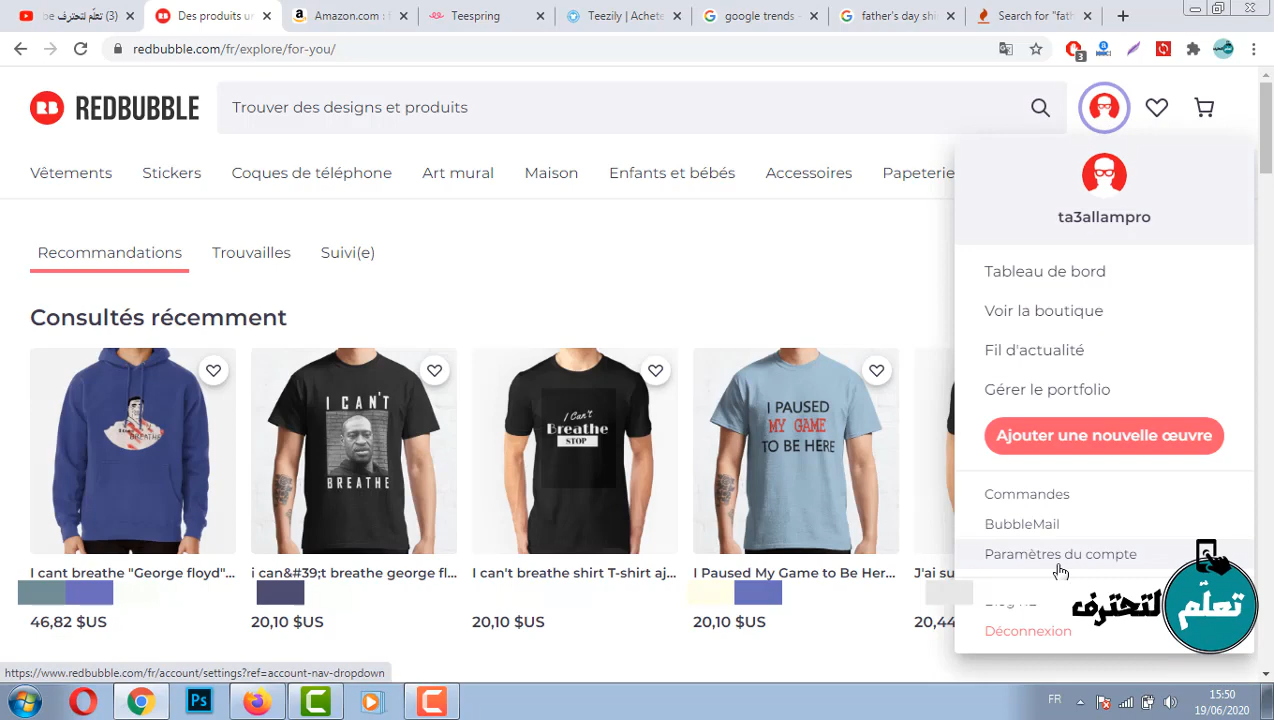 (3) تعلّم لتحترف be
Des produits un
Amazon.com : f
Teespring
Teezily | Achete
google trends -
father's day shi
Search for "fath
redbubble.com/fr/explore/for-you/
3
RB REDBUBBLE
Trouver des designs et produits
Vêtements
Stickers
Coques de téléphone
Art mural
Maison
Enfants et bébés
Accessoires
Papeterie
ta3allampro
Recommandations
Trouvailles
Suivi(e)
Tableau de bord
Voir la boutique
Fil d'actualité
Gérer le portfolio
Ajouter une nouvelle œuvre
Commandes
BubbleMail
Paramètres du compte
Déconnexion
Consultés récemment
BREATHE
I CAN'T
BREATHE
I Can't
Breathe
STOP
I PAUSED
MY GAME
TO BE HERE
I cant breathe "George floyd"...
i can&#39;t breathe george fl...
I can't breathe shirt T-shirt aj...
I Paused My Game to Be Her...
J'ai su
46,82 $US
20,10 $US
20,10 $US
20,10 $US
20,44
تعلّم لتحترف
https://www.redbubble.com/fr/account/settings?ref=account-nav-dropdown
Ps
FR
15:50
19/06/2020